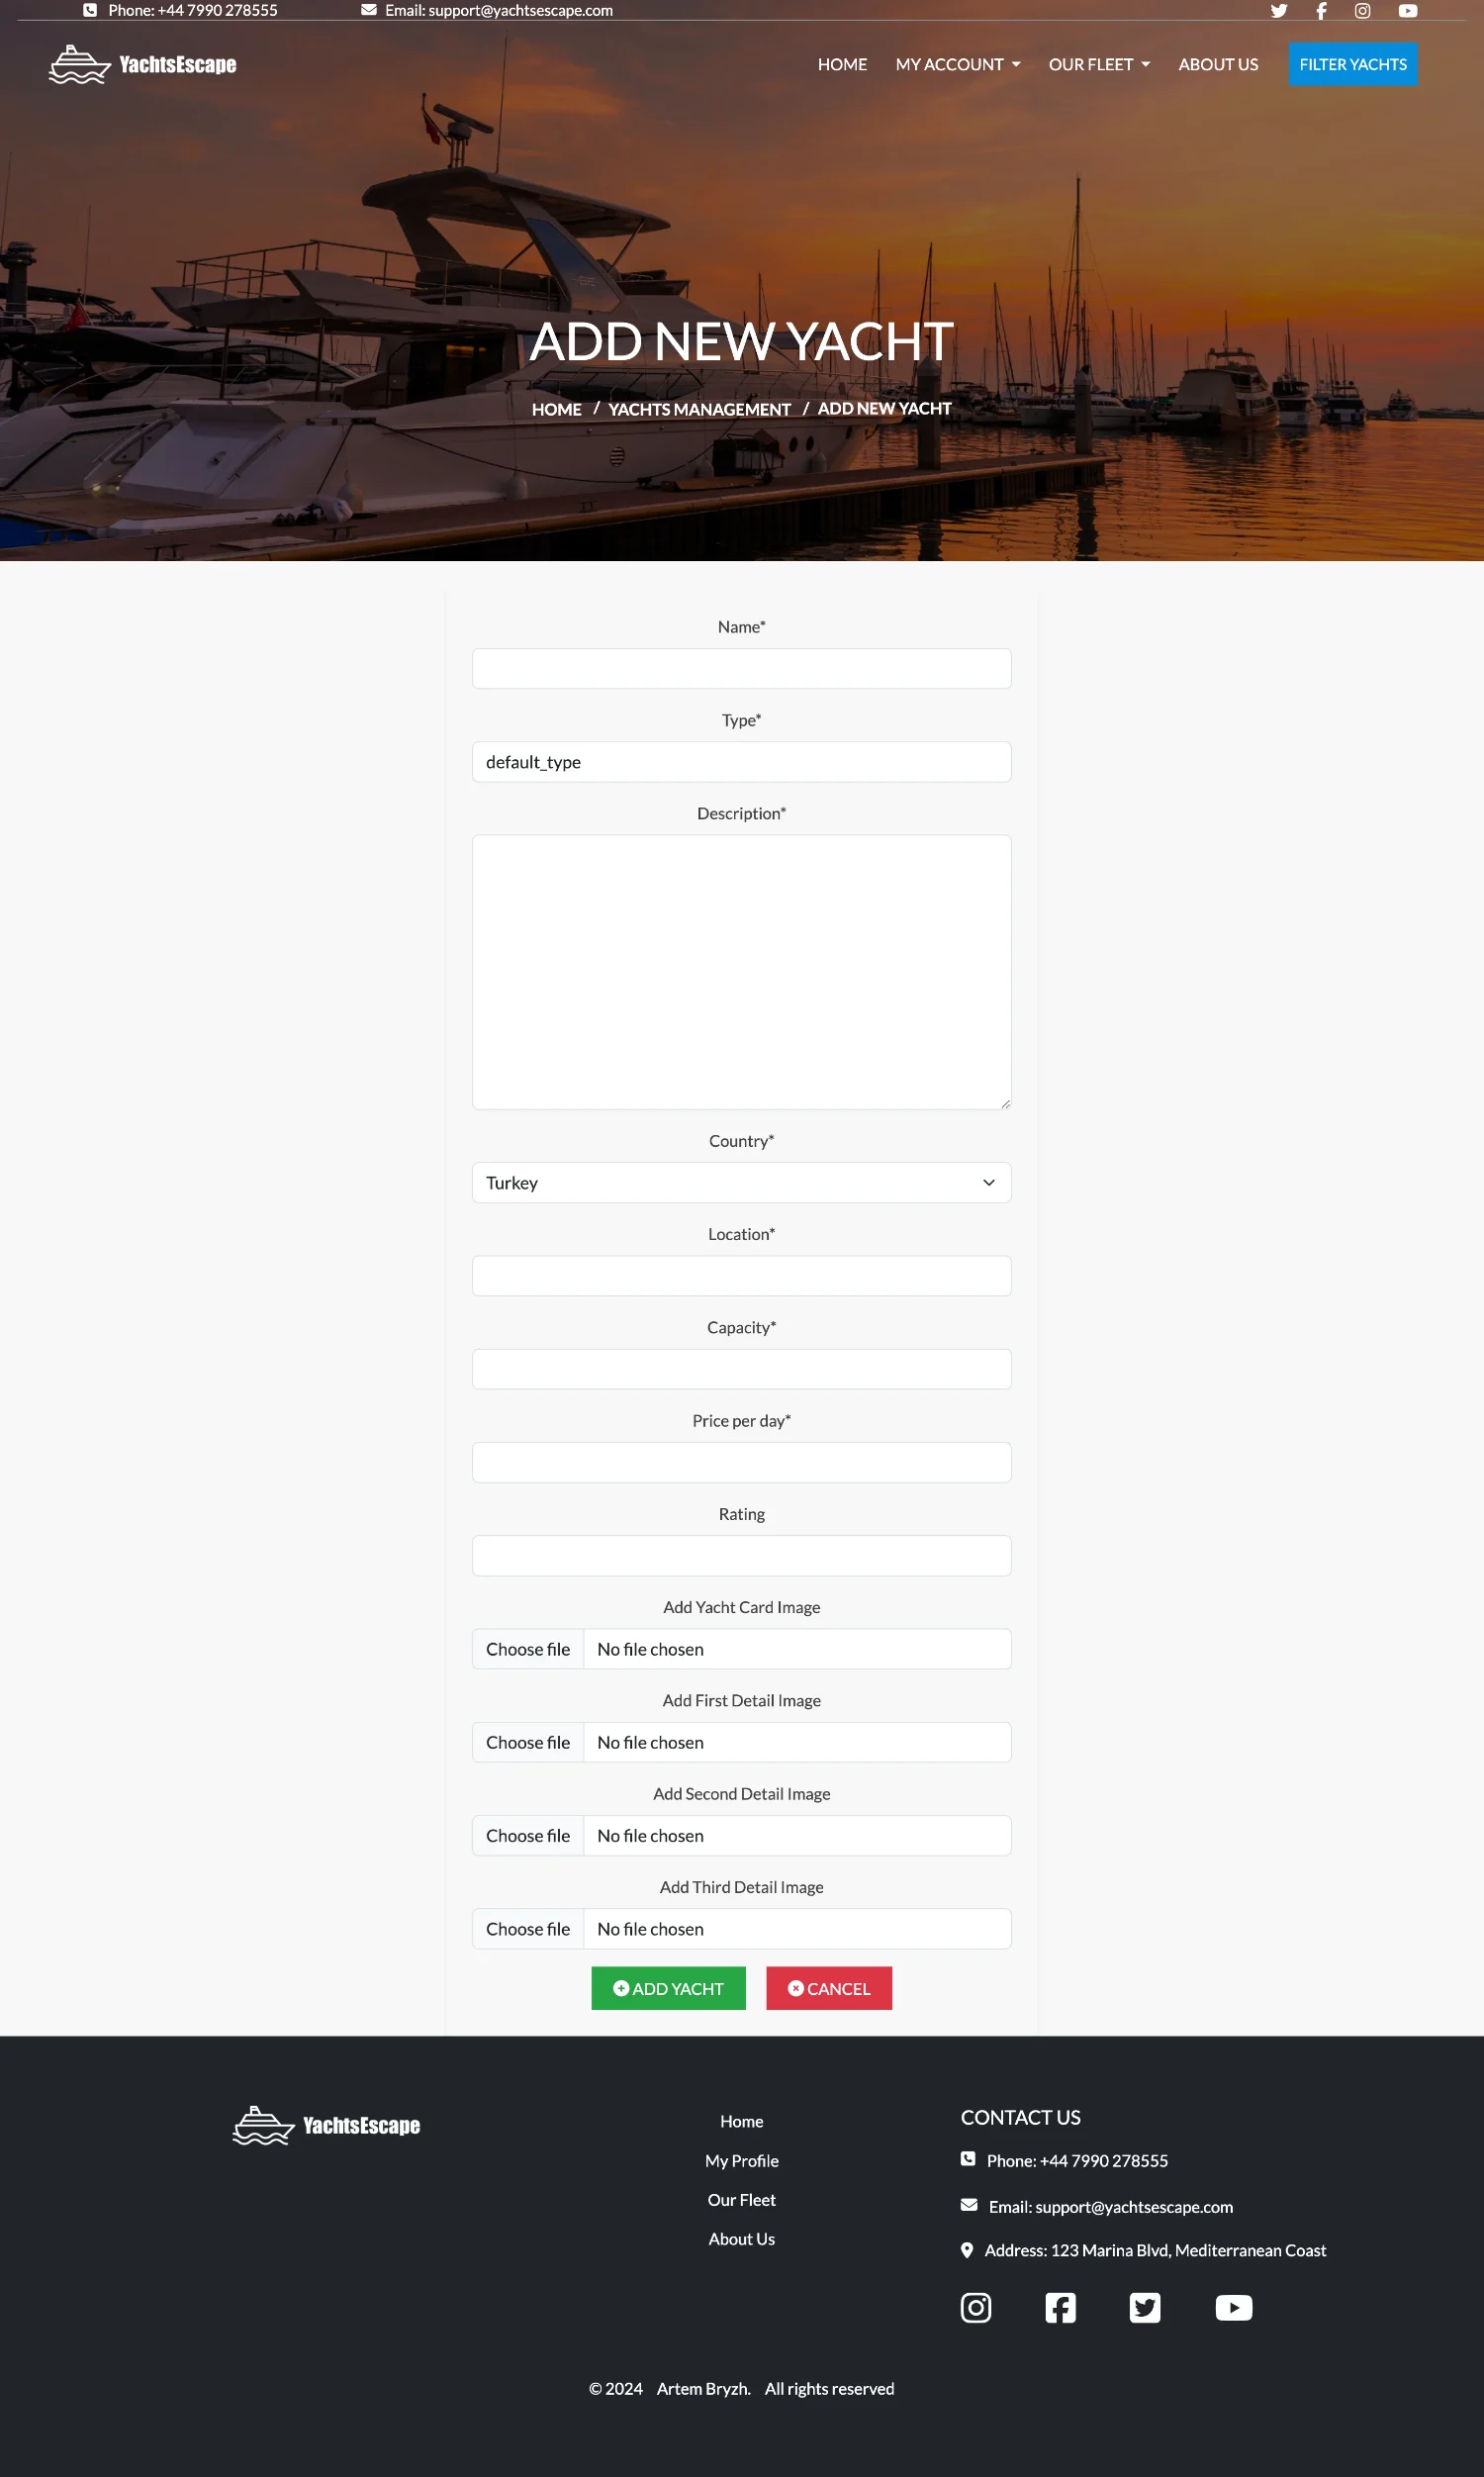 Phone: +44 7990 278555 Email: support@yachtsescape.com
YachtsEscape HOME MY ACCOUNT OUR FLEET ABOUT US FILTER YACHTS
ADD NEW YACHT
HOME / YACHTS MANAGEMENT / ADD NEW YACHT
Name*
Type*
default_type
Description*
Country*
Turkey
Location*
Capacity*
Price per day*
Rating
Add Yacht Card Image
Choose file No file chosen
Add First Detail Image
Choose file No file chosen
Add Second Detail Image
Choose file No file chosen
Add Third Detail Image
Choose file No file chosen
ADD YACHT CANCEL
YachtsEscape
Home
My Profile
Our Fleet
About Us
CONTACT US
Phone: +44 7990 278555
Email: support@yachtsescape.com
Address: 123 Marina Blvd, Mediterranean Coast
© 2024 Artem Bryzh. All rights reserved